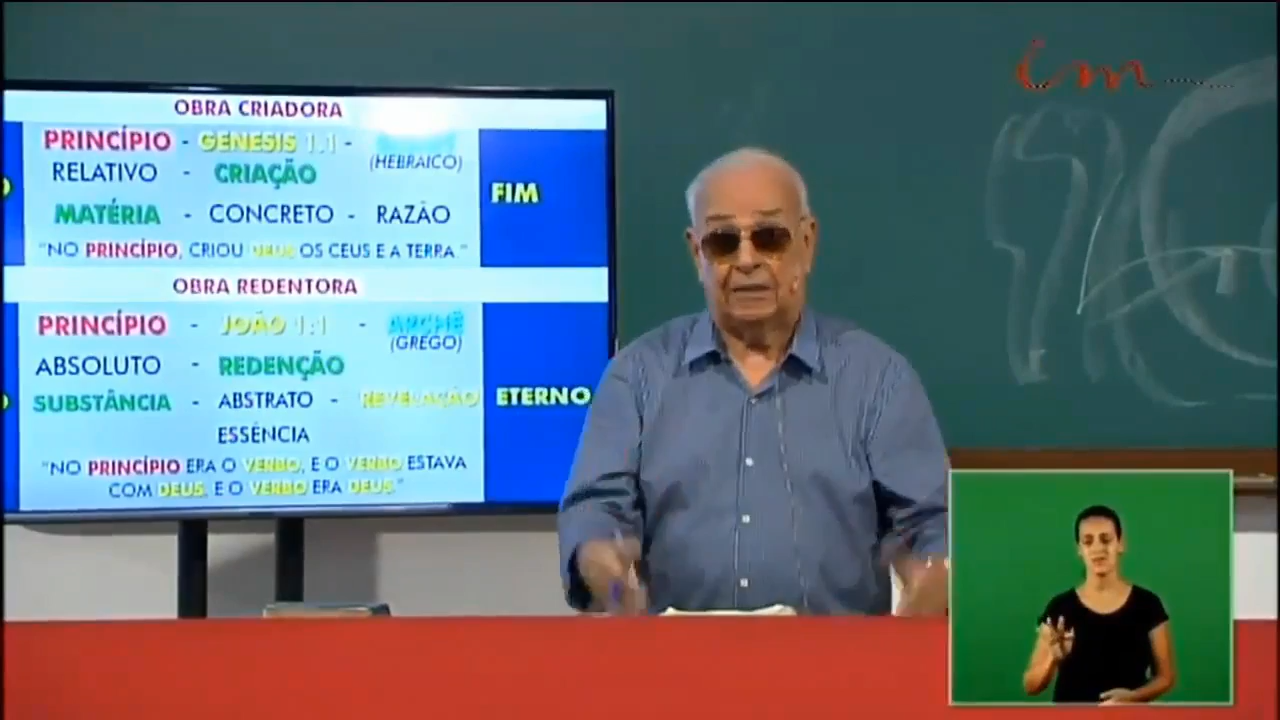 OBRA CRIADORA
PRINCÍPIO - GÊNESIS 1.1 -
(HEBRAICO)
RELATIVO - CRIAÇÃO
FIM
MATÉRIA - CONCRETO - RAZÃO
"NO PRINCÍPIO, CRIOU DEUS OS CEUS E A TERRA."
OBRA REDENTORA
PRINCÍPIO - JOÃO 1:1 - ARCHÊ
(GREGO)
ABSOLUTO - REDENÇÃO
SUBSTÂNCIA - ABSTRATO - REVELAÇÃO
ETERNO
ESSÊNCIA
"NO PRINCÍPIO ERA O VERBO, E O VERBO ESTAVA
COM DEUS, E O VERBO ERA DEUS."